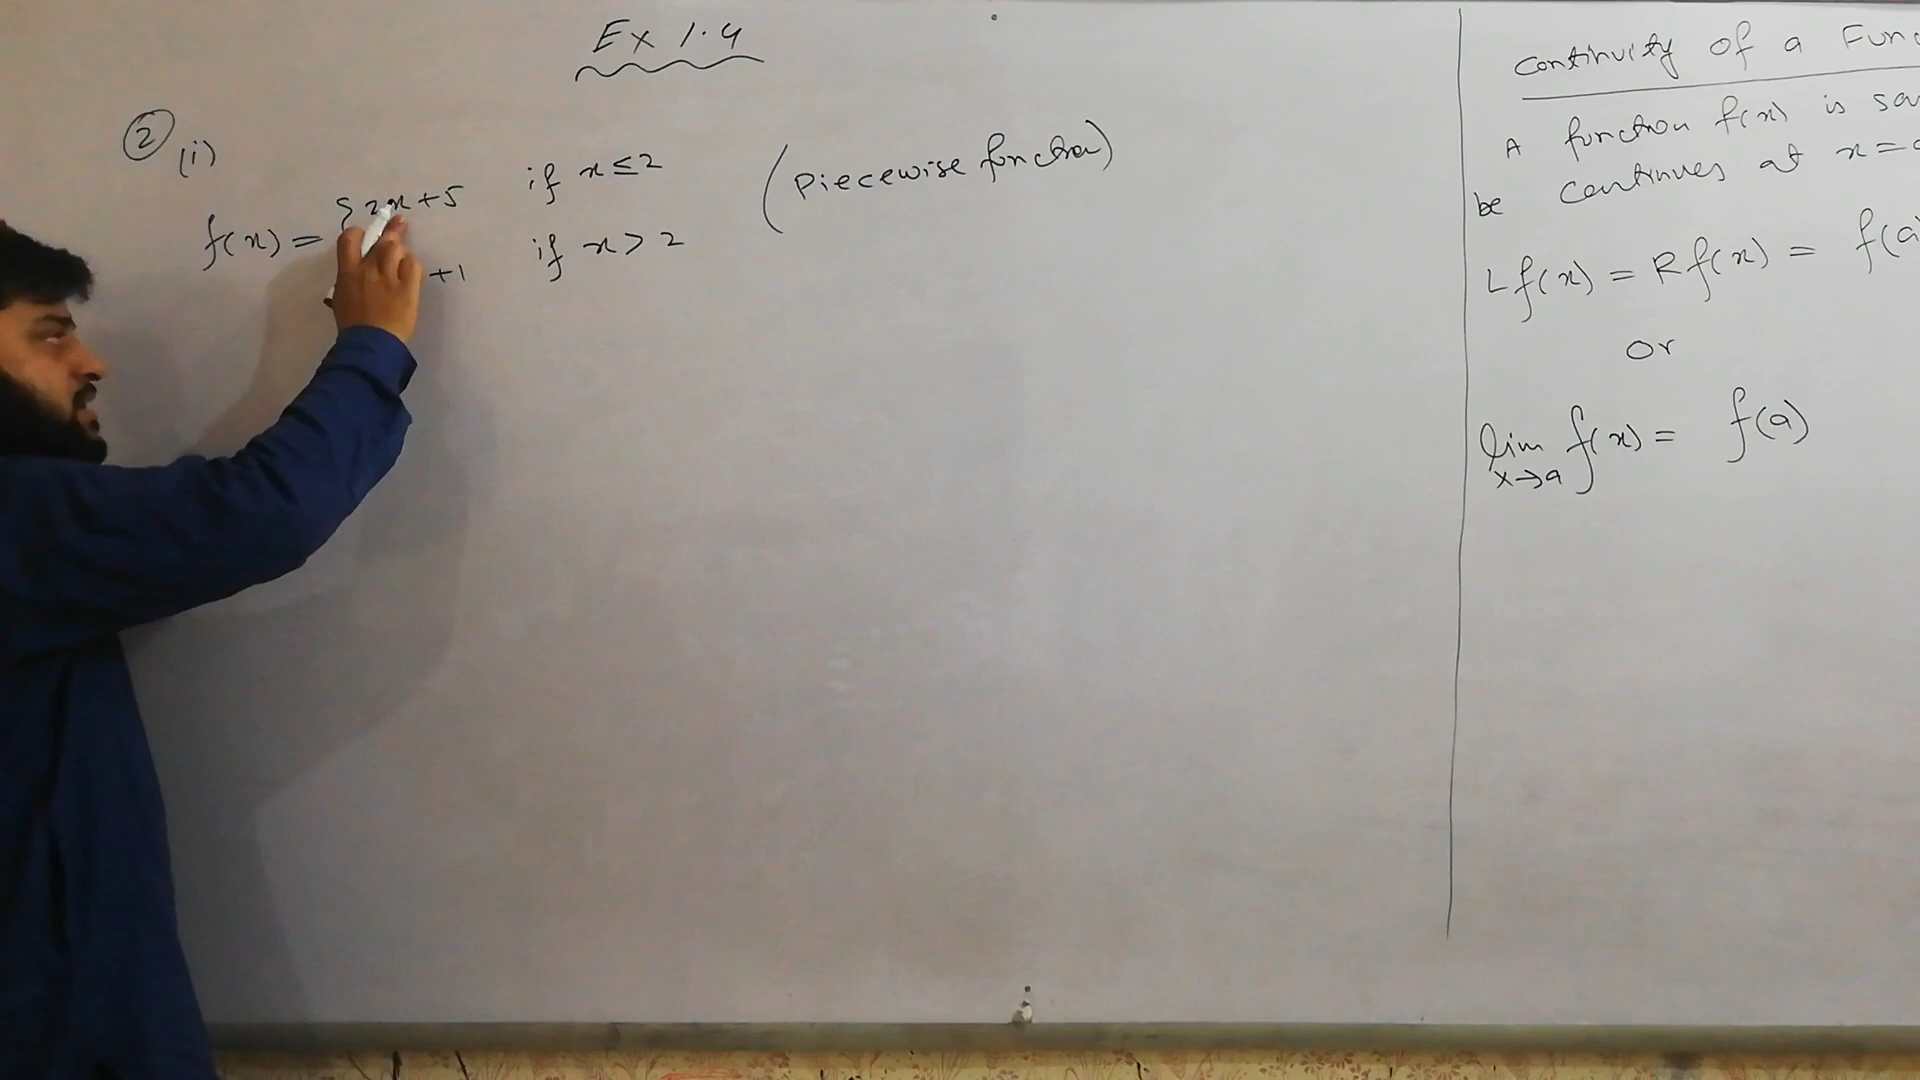 Ex 1.4
② (i)
f(x) = { 2x+5 if x ≤ 2 (Piecewise function)
+1 if x > 2
Continuity of a Func
A function f(x) is sa
be continues at x =
Lf(x) = Rf(x) = f(a)
Or
lim f(x) = f(a)
x→a